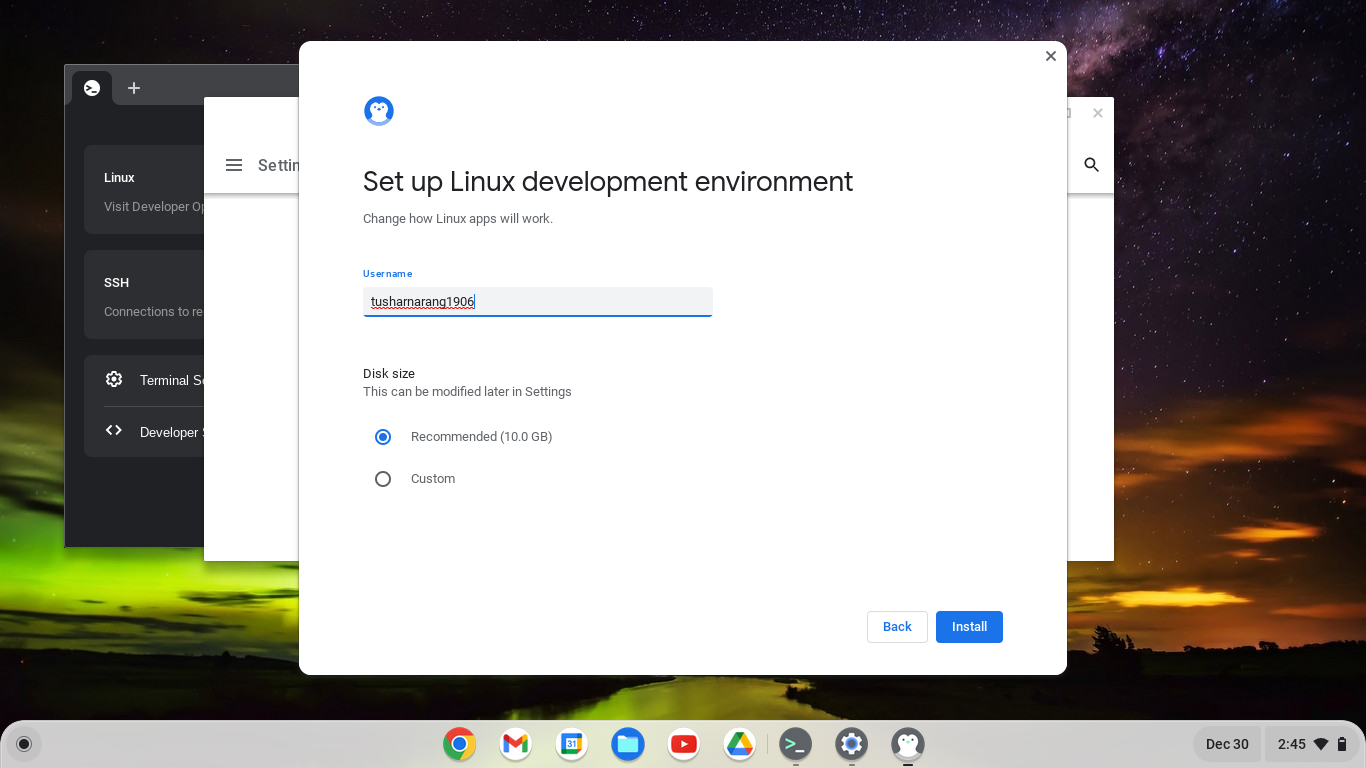 Linux
Visit Developer Op
SSH
Connections to re
Terminal Se
Developer S
Settin
Set up Linux development environment
Change how Linux apps will work.
Username
tusharnarang1906
Disk size
This can be modified later in Settings
Recommended (10.0 GB)
Custom
Back
Install
31
Dec 30
2:45